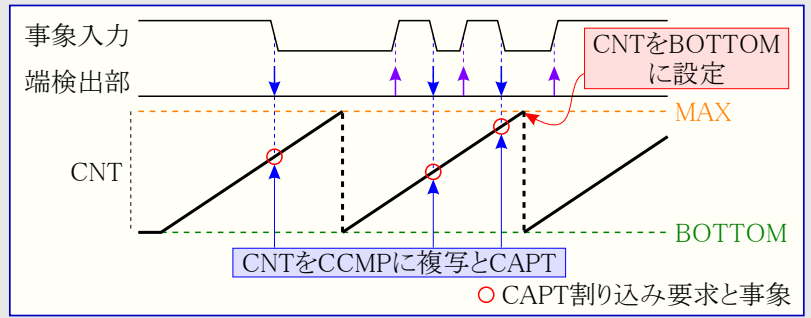 事象入力
CNTをBOTTOM
に設定
端検出部
MAX
CNT
BOTTOM
CNTをCCMPに複写とCAPT
CAPT割り込み要求と事象